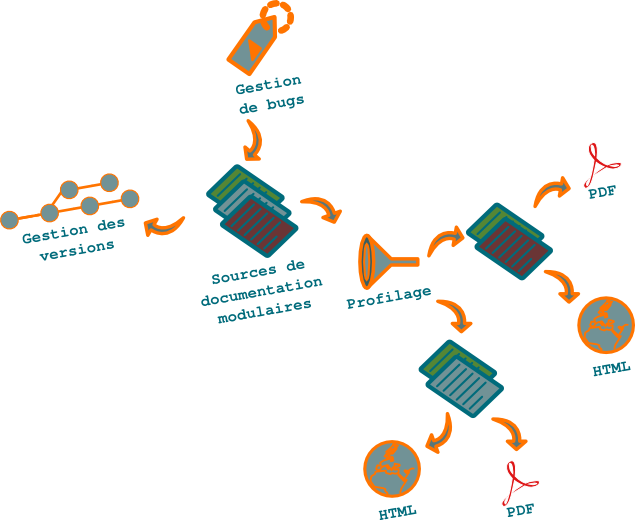 Gestion
de bugs
Gestion des
versions
Sources de
documentation
modulaires
Profilage
PDF
HTML
HTML
PDF